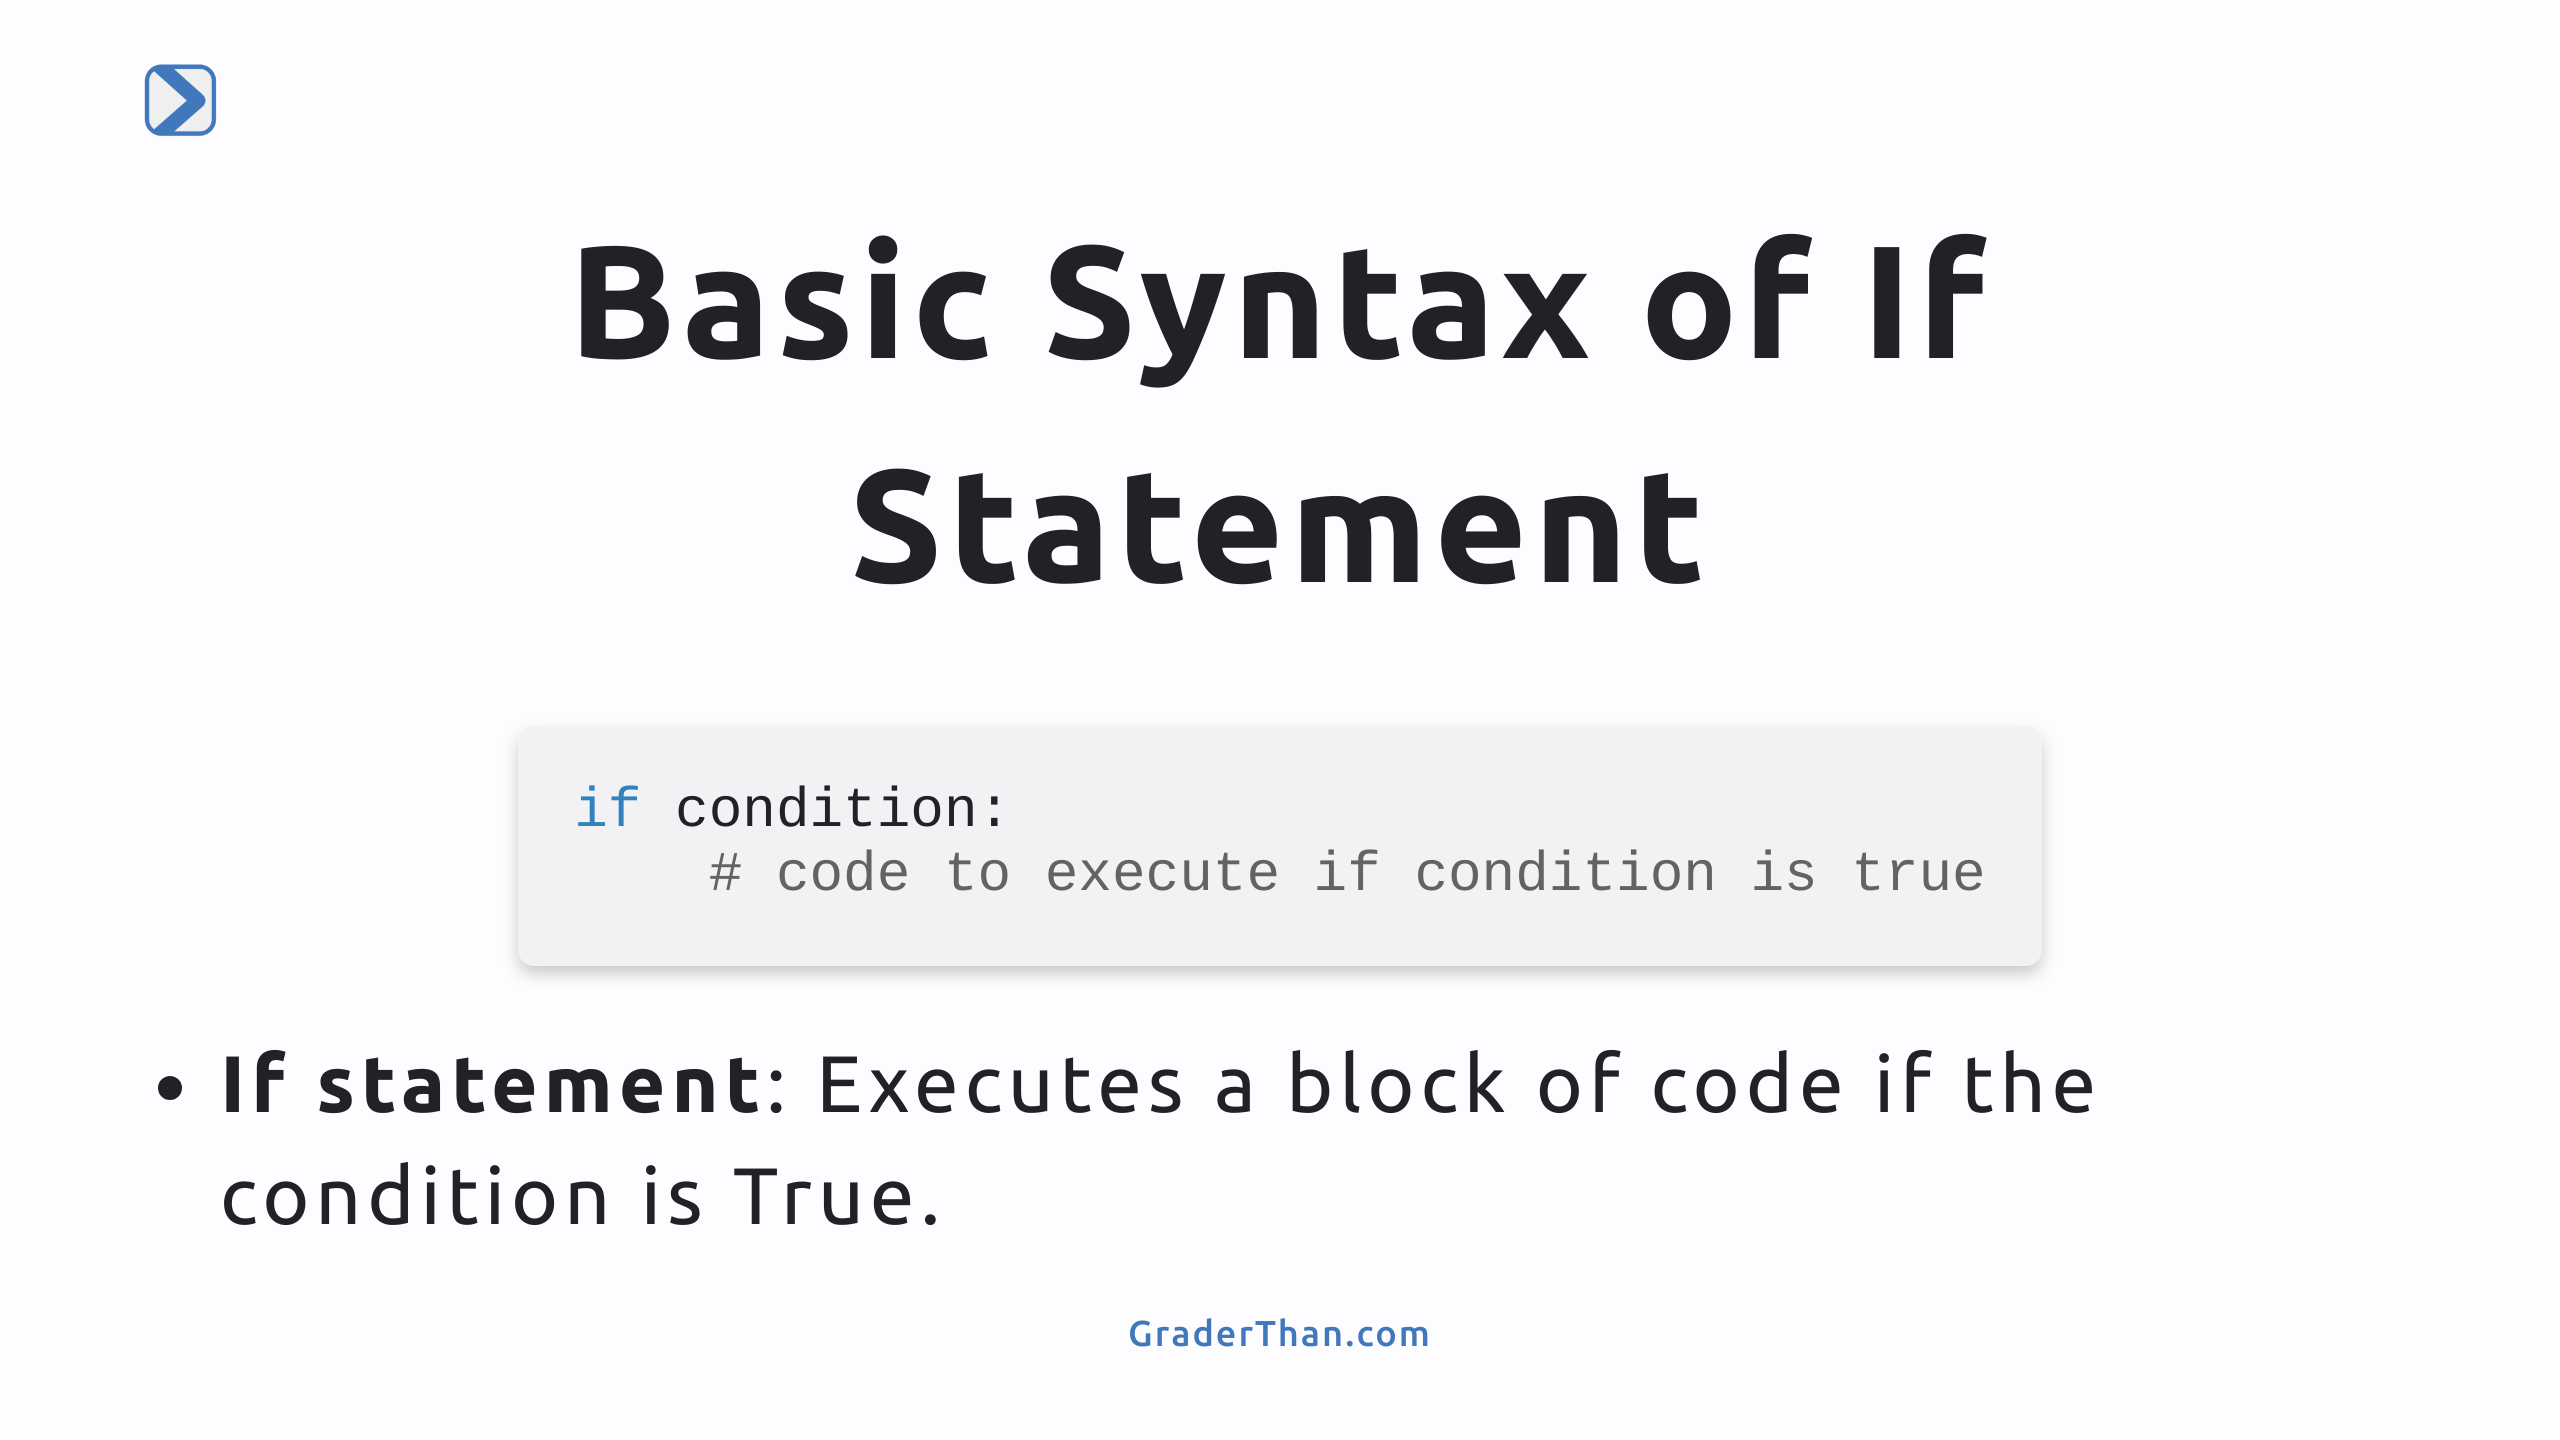 Basic Syntax of If
Statement
if condition:
    # code to execute if condition is true
• If statement: Executes a block of code if the
condition is True.
GraderThan.com